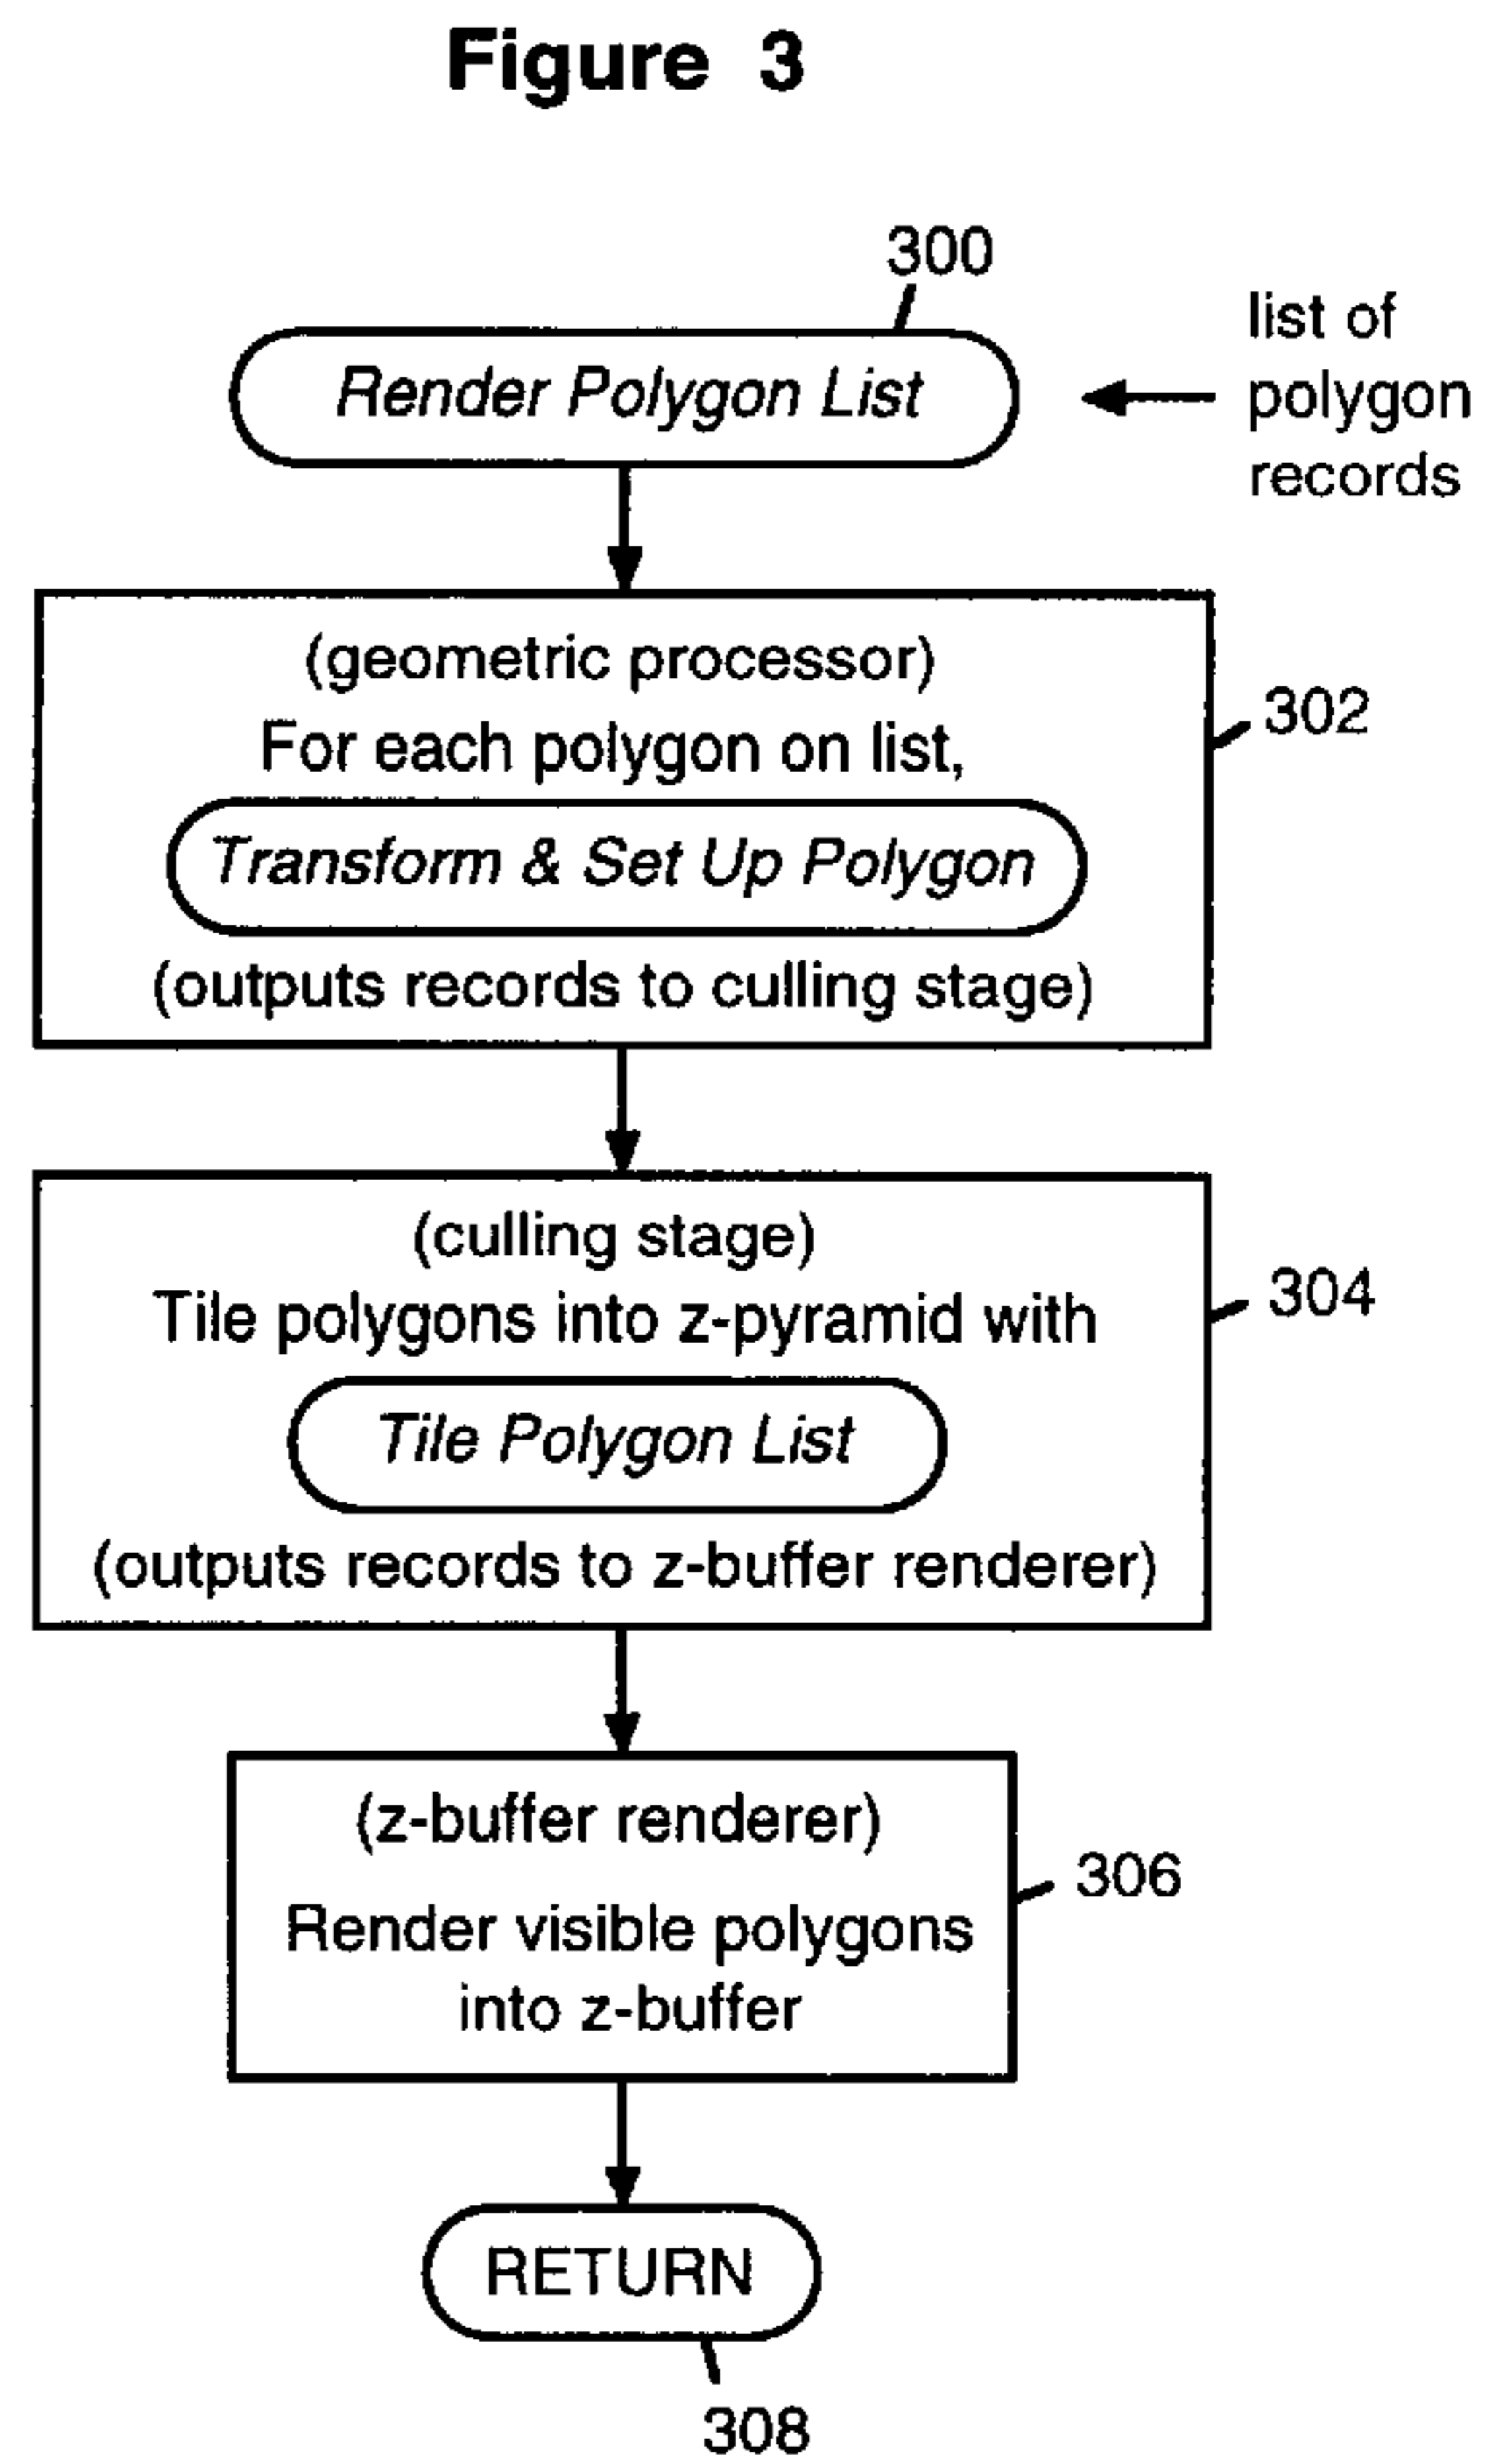 Figure 3
300
Render Polygon List
list of
polygon
records
(geometric processor)
302
For each polygon on list,
Transform & Set Up Polygon
(outputs records to culling stage)
(culling stage)
304
Tile polygons into z-pyramid with
Tile Polygon List
(outputs records to z-buffer renderer)
(z-buffer renderer)
306
Render visible polygons
into z-buffer
RETURN
308